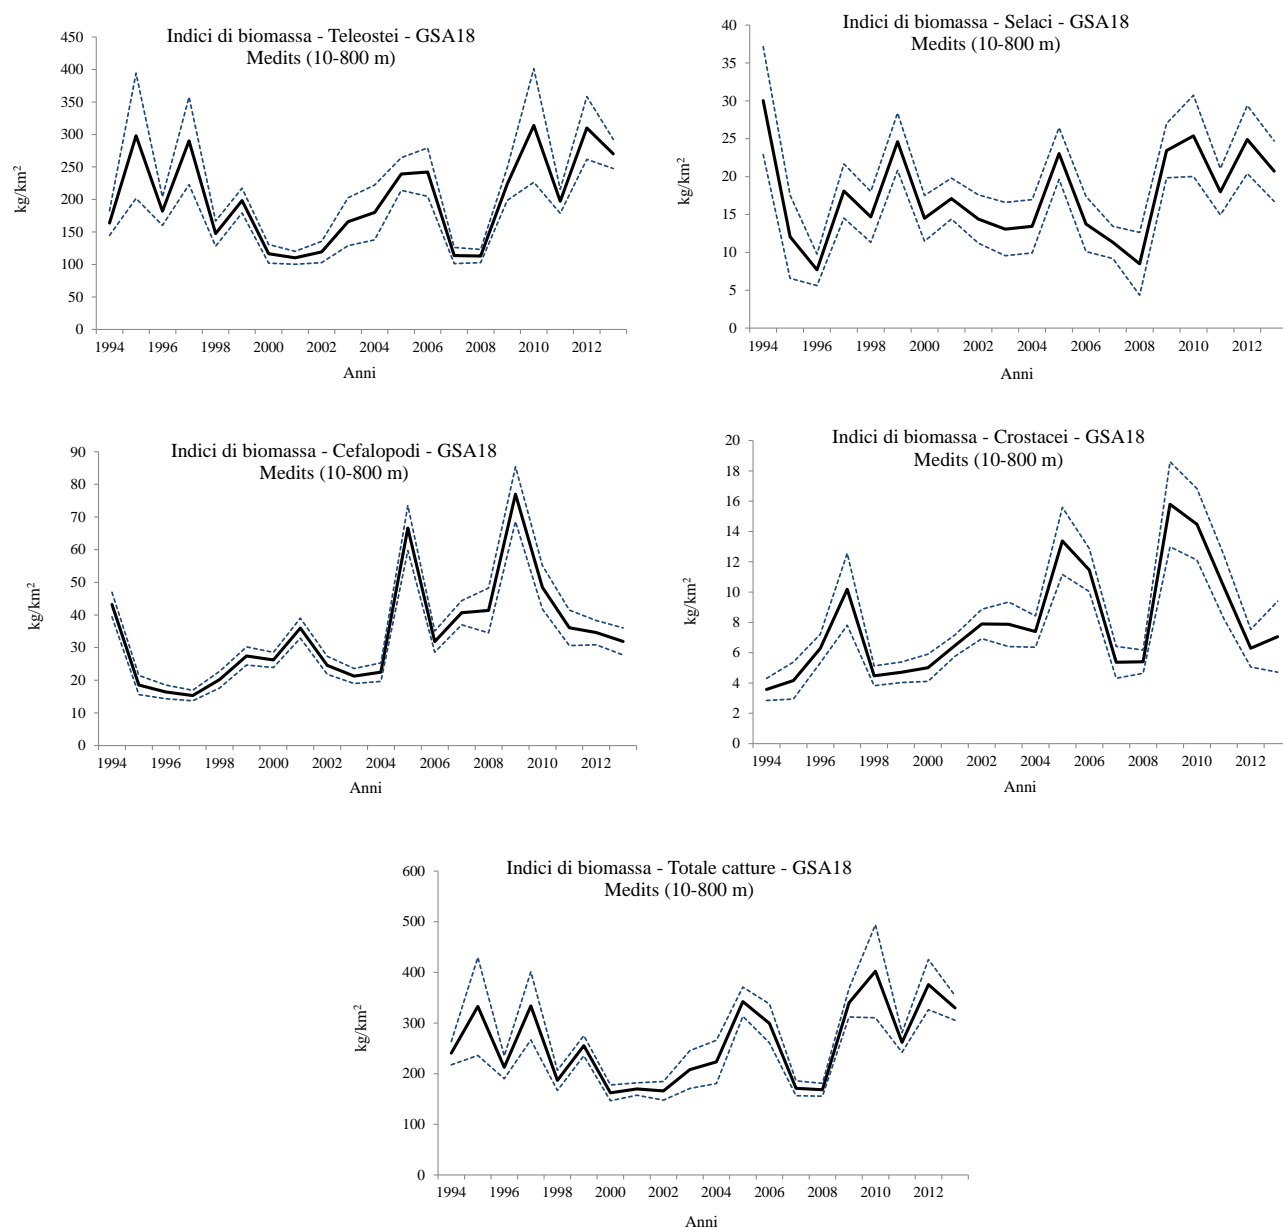 Indici di biomassa - Teleostei - GSA18
Medits (10-800 m)
kg/km²
450
400
350
300
250
200
150
100
50
0
1994 1996 1998 2000 2002 2004 2006 2008 2010 2012
Anni
Indici di biomassa - Selaci - GSA18
Medits (10-800 m)
kg/km²
40
35
30
25
20
15
10
5
0
1994 1996 1998 2000 2002 2004 2006 2008 2010 2012
Anni
Indici di biomassa - Cefalopodi - GSA18
Medits (10-800 m)
kg/km²
90
80
70
60
50
40
30
20
10
0
1994 1996 1998 2000 2002 2004 2006 2008 2010 2012
Anni
Indici di biomassa - Crostacei - GSA18
Medits (10-800 m)
kg/km²
20
18
16
14
12
10
8
6
4
2
0
1994 1996 1998 2000 2002 2004 2006 2008 2010 2012
Anni
Indici di biomassa - Totale catture - GSA18
Medits (10-800 m)
kg/km²
600
500
400
300
200
100
0
1994 1996 1998 2000 2002 2004 2006 2008 2010 2012
Anni